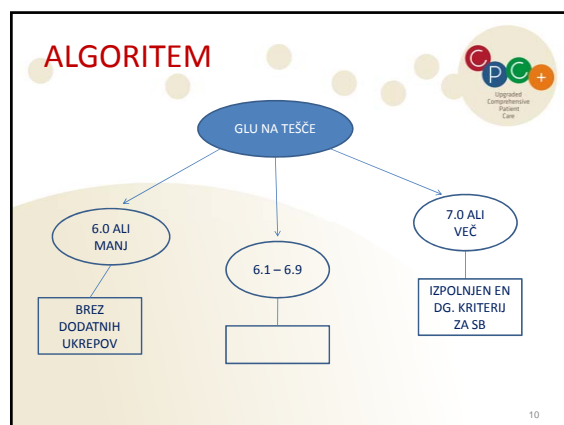 ALGORITEM
CPC+
Upgraded
Comprehensive
Patient
Care
GLU NA TEŠČE
6.0 ALI
MANJ
6.1 – 6.9
7.0 ALI
VEČ
BREZ
DODATNIH
UKREPOV
IZPOLNJEN EN
DG. KRITERIJ
ZA SB
10